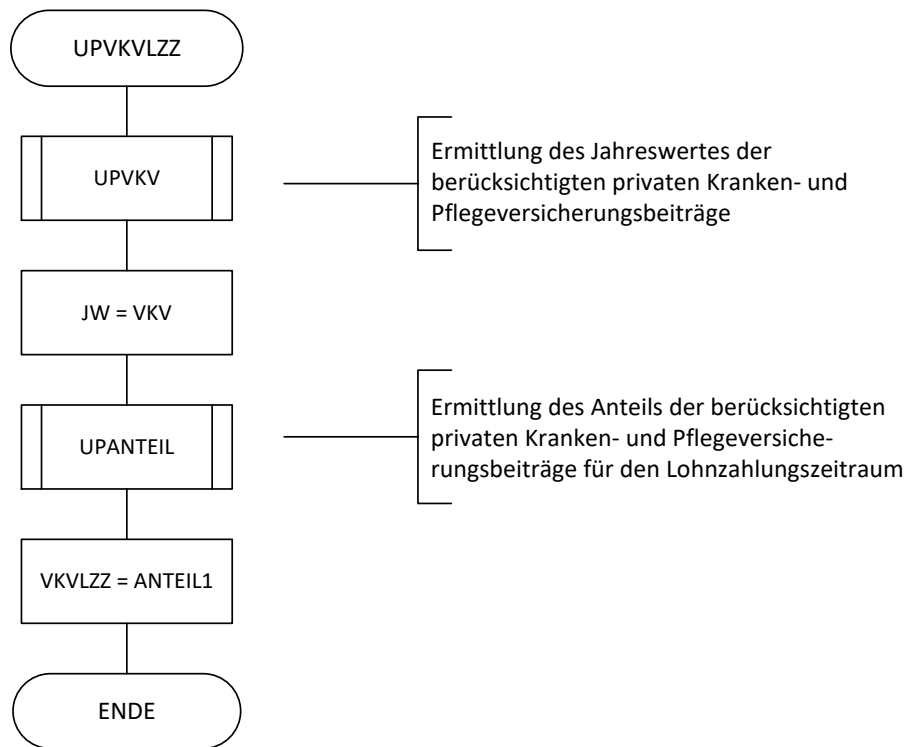 UPVKVLZZ
UPVKV
Ermittlung des Jahreswertes der
berücksichtigten privaten Kranken- und
Pflegeversicherungsbeiträge
JW = VKV
UPANTEIL
Ermittlung des Anteils der berücksichtigten
privaten Kranken- und Pflegeversiche-
rungsbeiträge für den Lohnzahlungszeitraum
VKVLZZ = ANTEIL1
ENDE